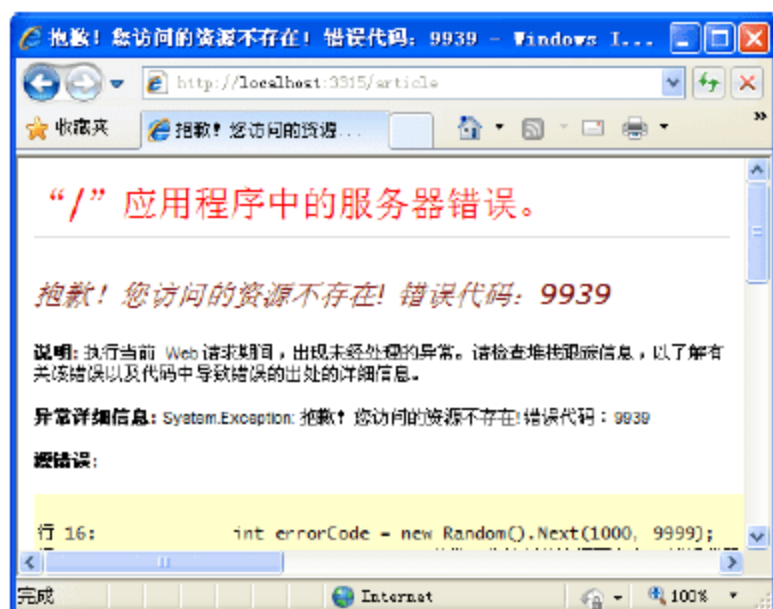 抱歉！您访问的资源不存在！错误代码：9939 - Windows I...
http://localhost:3315/article
收藏夹
抱歉！您访问的资源...
“/”应用程序中的服务器错误。
抱歉！您访问的资源不存在! 错误代码：9939
说明: 执行当前 Web 请求期间，出现未经处理的异常。请检查堆栈跟踪信息，以了解有
关该错误以及代码中导致错误的出处的详细信息。
异常详细信息: System.Exception: 抱歉！您访问的资源不存在! 错误代码：9939
源错误:
行 16: int errorCode = new Random().Next(1000, 9999);
完成
Internet
100%